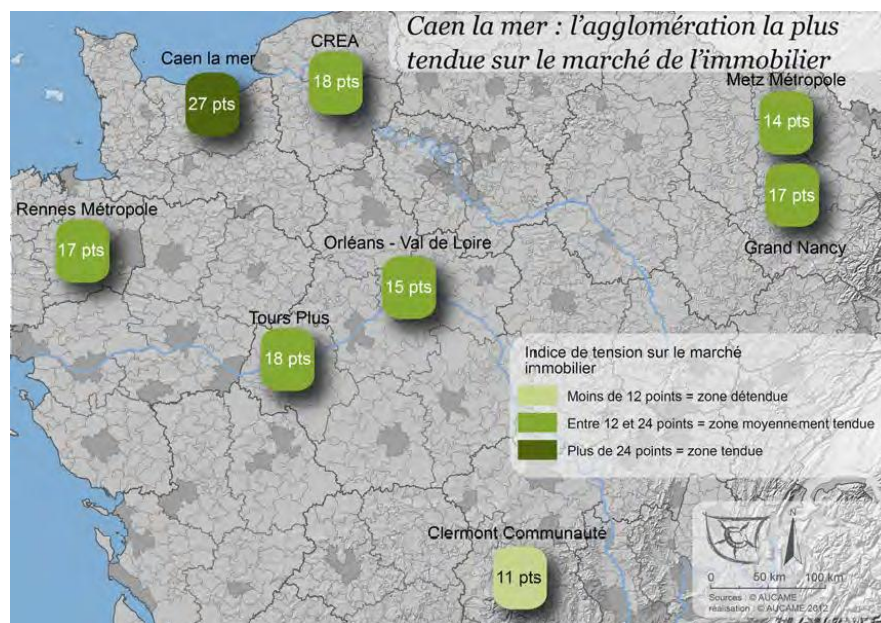 Caen la mer : l'agglomération la plus
tendue sur le marché de l'immobilier
CREA
18 pts
Caen la mer
27 pts
Metz Métropole
14 pts
17 pts
Grand Nancy
Rennes Métropole
17 pts
Orléans - Val de Loire
15 pts
Tours Plus
18 pts
Indice de tension sur le marché
immobilier
Moins de 12 points = zone détendue
Entre 12 et 24 points = zone moyennement tendue
Plus de 24 points = zone tendue
Clermont Communauté
11 pts
N
0 50 km 100 km
Sources : © AUCAME
réalisation : © AUCAME 2012